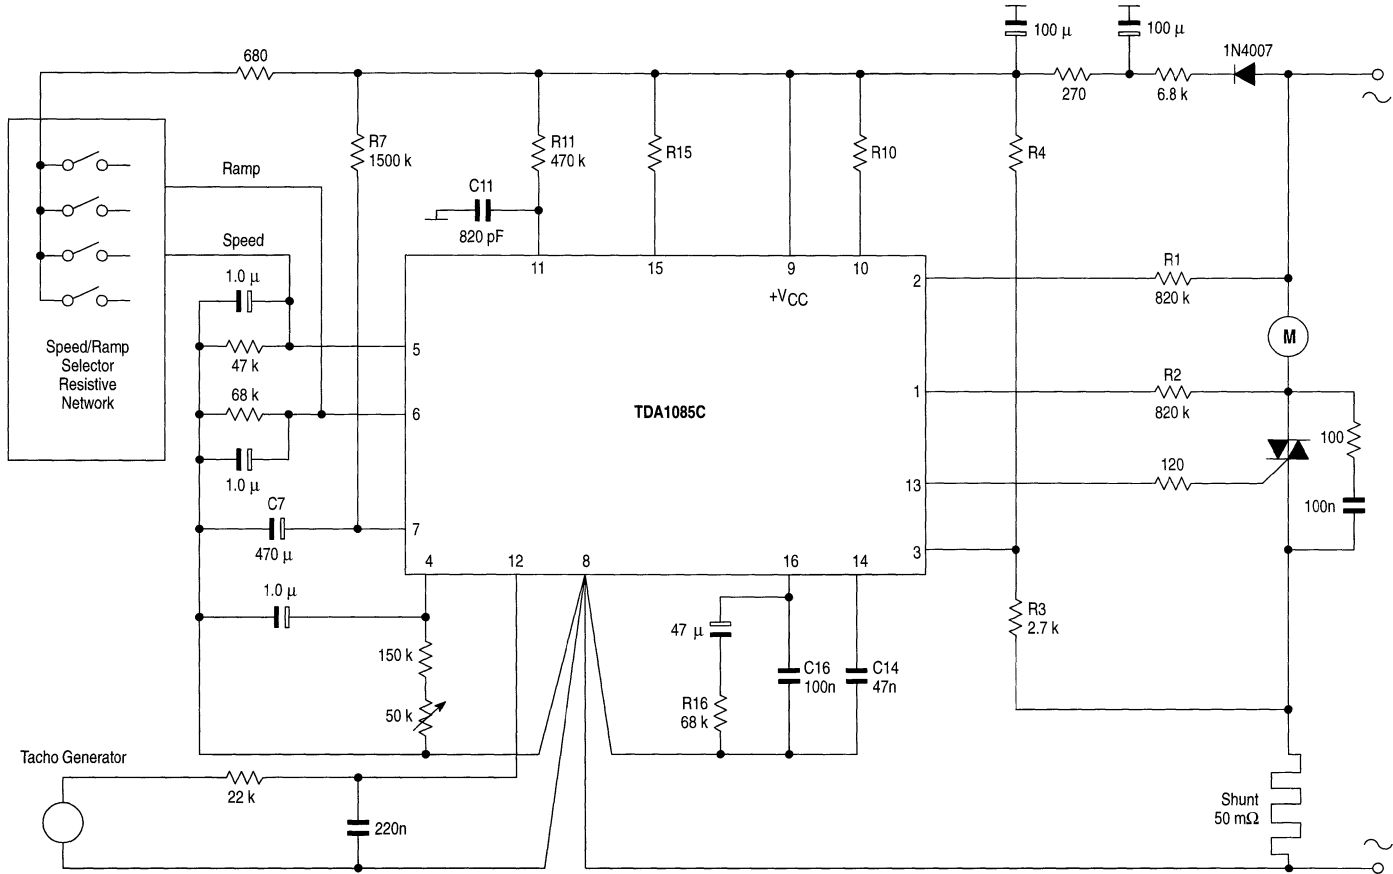 100 µ
100 µ
680
1N4007
270
6.8 k
R7
1500 k
R11
470 k
R15
R10
R4
Ramp
C11
820 pF
Speed
1.0 µ
11
15
9
10
+VCC
2
R1
820 k
Speed/Ramp
Selector
Resistive
Network
47 k
5
M
68 k
6
TDA1085C
1
R2
820 k
100
1.0 µ
13
120
C7
470 µ
7
100n
4
12
8
16
14
3
1.0 µ
47 µ
R3
2.7 k
150 k
C16
100n
C14
47n
50 k
R16
68 k
Tacho Generator
22 k
220n
Shunt
50 mΩ